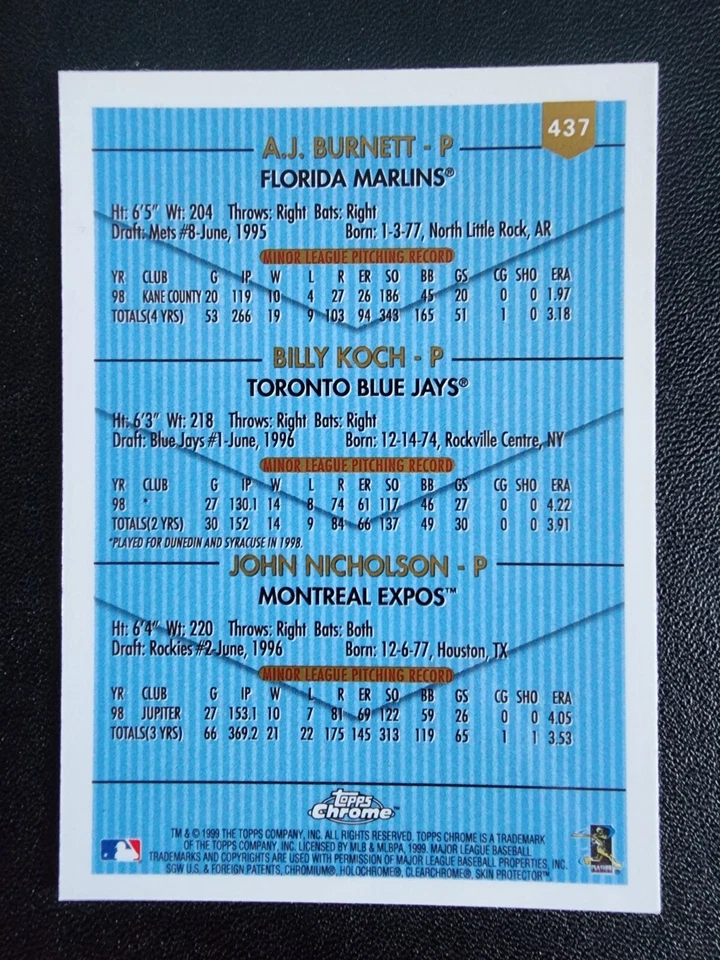 437
A.J. BURNETT - P
FLORIDA MARLINS®
Ht: 6'5" Wt: 204 Throws: Right Bats: Right
Draft: Mets #8-June, 1995 Born: 1-3-77, North Little Rock, AR
MINOR LEAGUE PITCHING RECORD
YR CLUB G IP W L R ER SO BB GS CG SHO ERA
98 KANE COUNTY 20 119 10 4 27 26 186 45 20 0 0 1.97
TOTALS(4 YRS) 53 266 19 9 103 94 343 165 51 1 0 3.18
BILLY KOCH - P
TORONTO BLUE JAYS®
Ht: 6'3" Wt: 218 Throws: Right Bats: Right
Draft: Blue Jays #1-June, 1996 Born: 12-14-74, Rockville Centre, NY
MINOR LEAGUE PITCHING RECORD
YR CLUB G IP W L R ER SO BB GS CG SHO ERA
98 * 27 130.1 14 8 74 61 117 46 27 0 0 4.22
TOTALS(2 YRS) 30 152 14 9 84 66 137 49 30 0 0 3.91
*PLAYED FOR DUNEDIN AND SYRACUSE IN 1998.
JOHN NICHOLSON - P
MONTREAL EXPOS™
Ht: 6'4" Wt: 220 Throws: Right Bats: Both
Draft: Rockies #2-June, 1996 Born: 12-6-77, Houston, TX
MINOR LEAGUE PITCHING RECORD
YR CLUB G IP W L R ER SO BB GS CG SHO ERA
98 JUPITER 27 153.1 10 7 81 69 122 59 26 0 0 4.05
TOTALS(3 YRS) 66 369.2 21 22 175 145 313 119 65 1 1 3.53
Topps
Chrome™
TM & © 1999 THE TOPPS COMPANY, INC. ALL RIGHTS RESERVED. TOPPS CHROME IS A TRADEMARK
OF THE TOPPS COMPANY, INC. LICENSED BY MLB & MLBPA, 1999. MAJOR LEAGUE BASEBALL
TRADEMARKS AND COPYRIGHTS ARE USED WITH PERMISSION OF MAJOR LEAGUE BASEBALL PROPERTIES, INC.
SGW U.S. & FOREIGN PATENTS, CHROMIUM®, HOLOCHROME®, CLEARCHROME®, SKIN PROTECTOR™